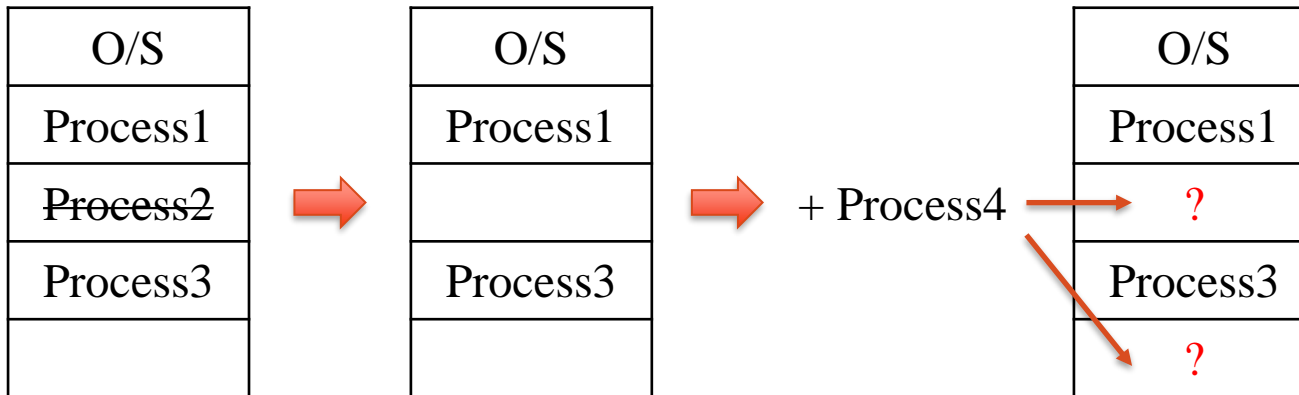 O/S
Process1
Process2
Process3
O/S
Process1
Process3
+ Process4
O/S
Process1
?
Process3
?